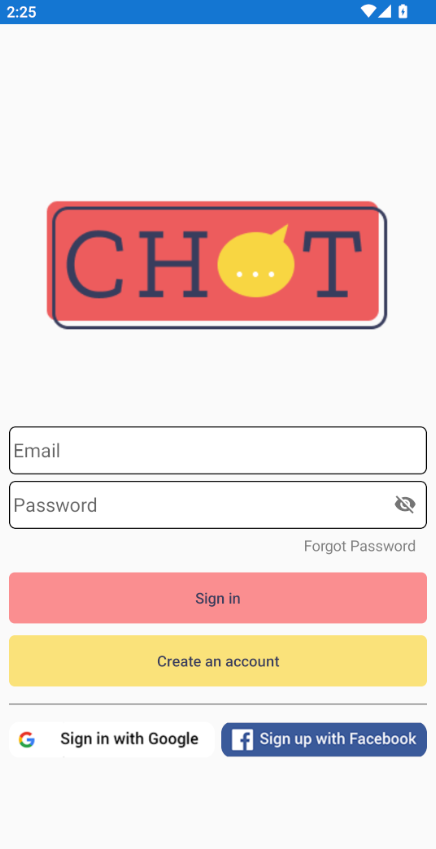 2:25
CHOT
Email
Password
Forgot Password
Sign in
Create an account
Sign in with Google
Sign up with Facebook